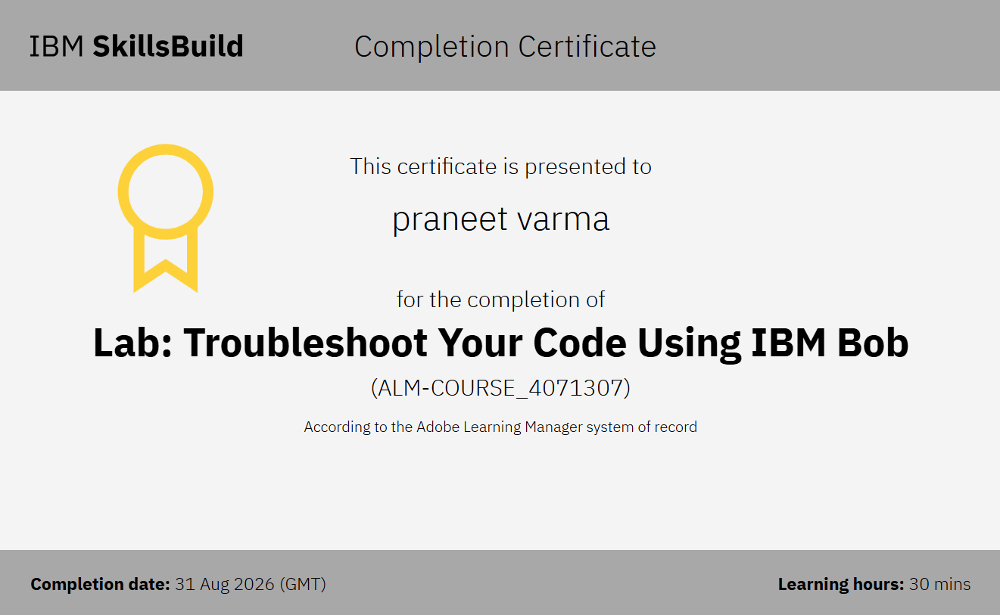 IBM SkillsBuild
Completion Certificate
This certificate is presented to
praneet varma
for the completion of
Lab: Troubleshoot Your Code Using IBM Bob
(ALM-COURSE_4071307)
According to the Adobe Learning Manager system of record
Completion date: 31 Aug 2026 (GMT)
Learning hours: 30 mins